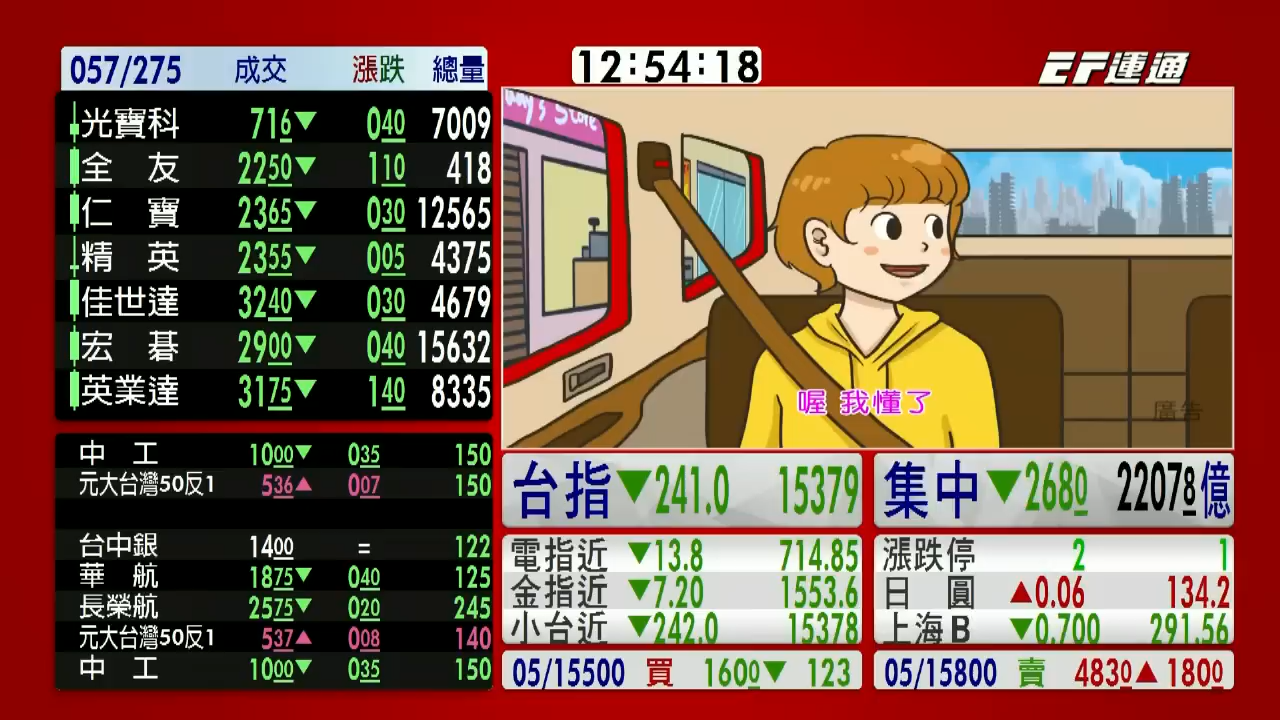 057/275 成交 漲跌 總量
12:54:18
EF運通
光寶科 716▼ 040 7009
全友 2250▼ 110 418
仁寶 2365▼ 030 12565
精英 2355▼ 005 4375
佳世達 3240▼ 030 4679
宏碁 2900▼ 040 15632
英業達 3175▼ 140 8335
way's Store
喔 我懂了
廣告
中工 1000▼ 035 150
元大台灣50反1 536▲ 007 150
台中銀 1400 = 122
華航 1875▼ 040 125
長榮航 2575▼ 020 245
元大台灣50反1 537▲ 008 140
中工 1000▼ 035 150
台指▼241.0 15379
集中▼2680 22078億
電指近 ▼13.8 714.85
金指近 ▼7.20 1553.6
小台近 ▼242.0 15378
漲跌停 2 1
日圓 ▲0.06 134.2
上海B ▼0.700 291.56
05/15500 買 1600▼ 123
05/15800 賣 4830▲ 1800